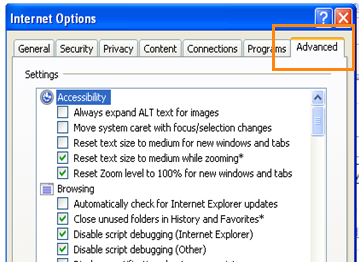 Internet Options
General Security Privacy Content Connections Programs Advanced
Settings
Accessibility
Always expand ALT text for images
Move system caret with focus/selection changes
Reset text size to medium for new windows and tabs
Reset text size to medium while zooming*
Reset Zoom level to 100% for new windows and tabs
Browsing
Automatically check for Internet Explorer updates
Close unused folders in History and Favorites*
Disable script debugging (Internet Explorer)
Disable script debugging (Other)